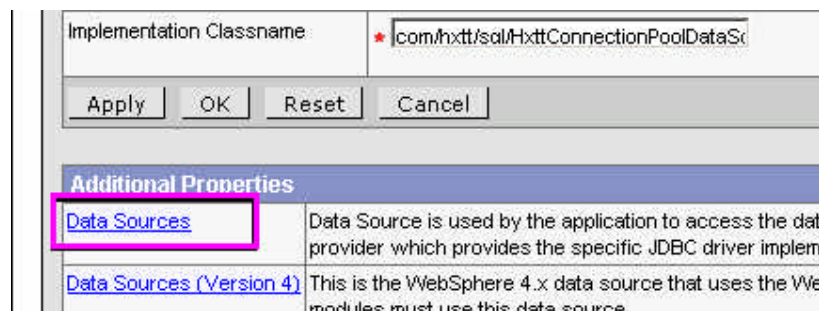 Implementation Classname * com/hxtt/sql/HxttConnectionPoolDataSo
Apply OK Reset Cancel
Additional Properties
Data Sources Data Source is used by the application to access the dat
provider which provides the specific JDBC driver implem
Data Sources (Version 4) This is the WebSphere 4.x data source that uses the We
modules must use this data source.